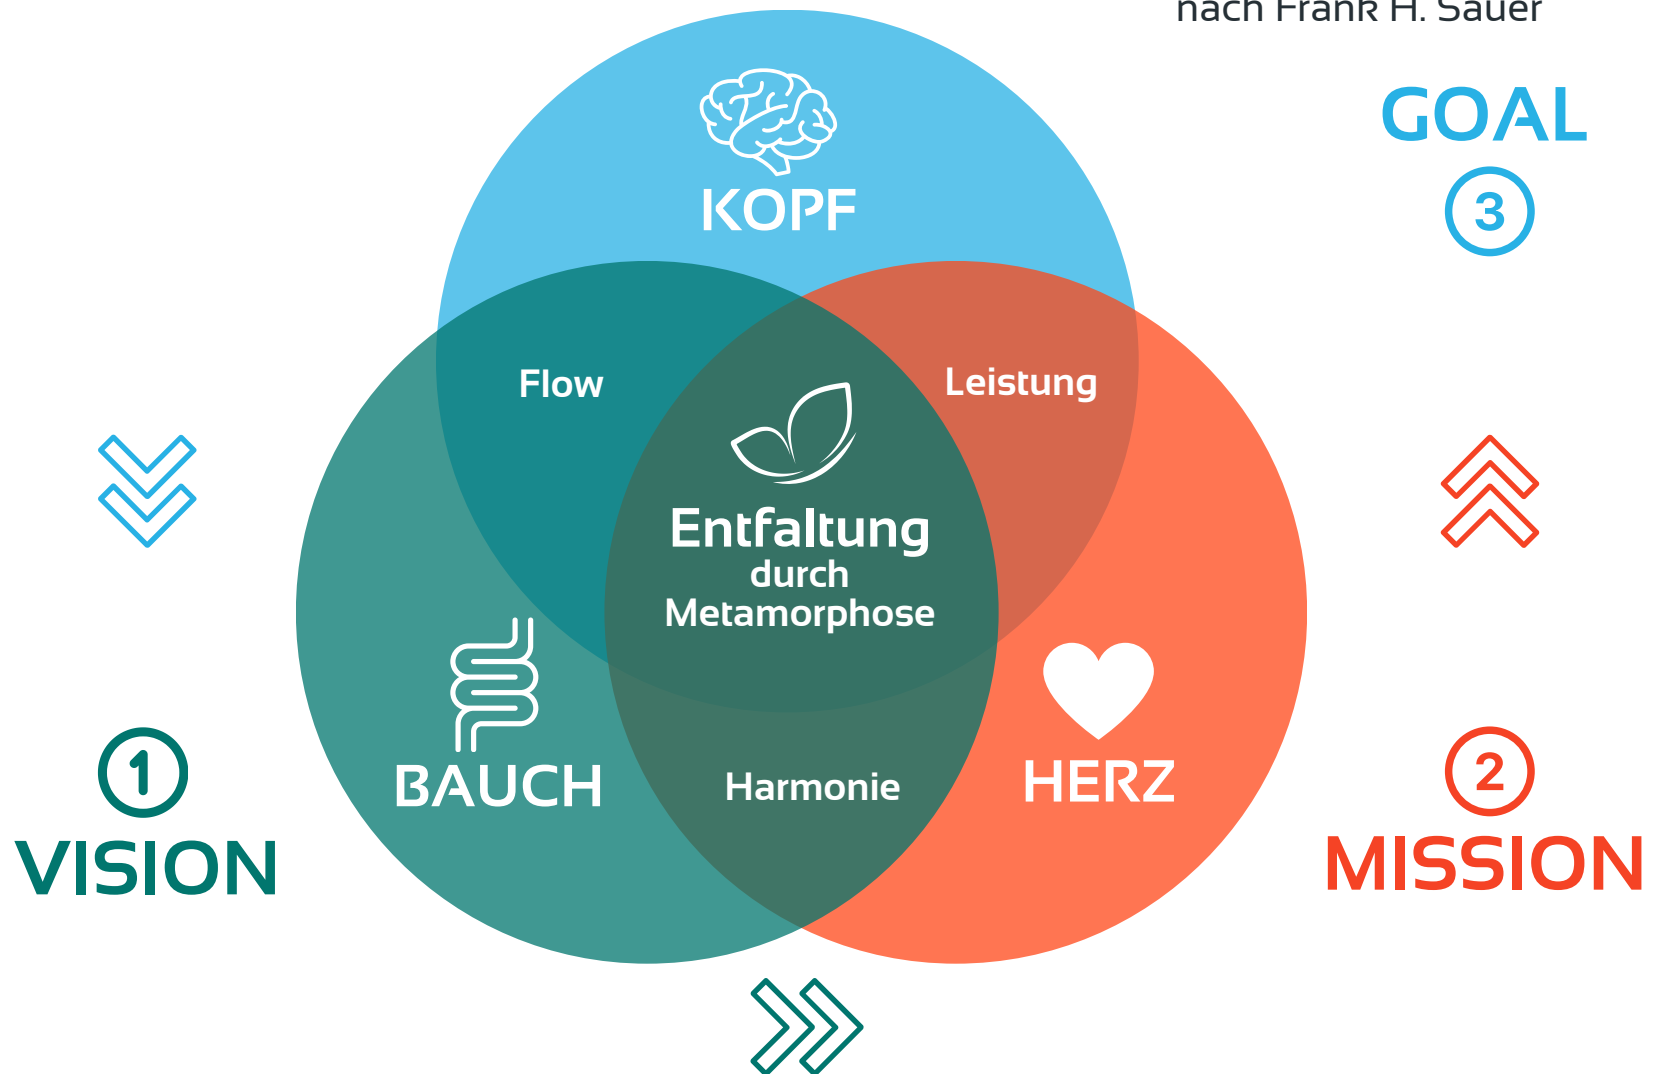 nach Frank H. Sauer
GOAL
3
KOPF
Flow
Leistung
Entfaltung
durch
Metamorphose
BAUCH
Harmonie
HERZ
1
VISION
2
MISSION